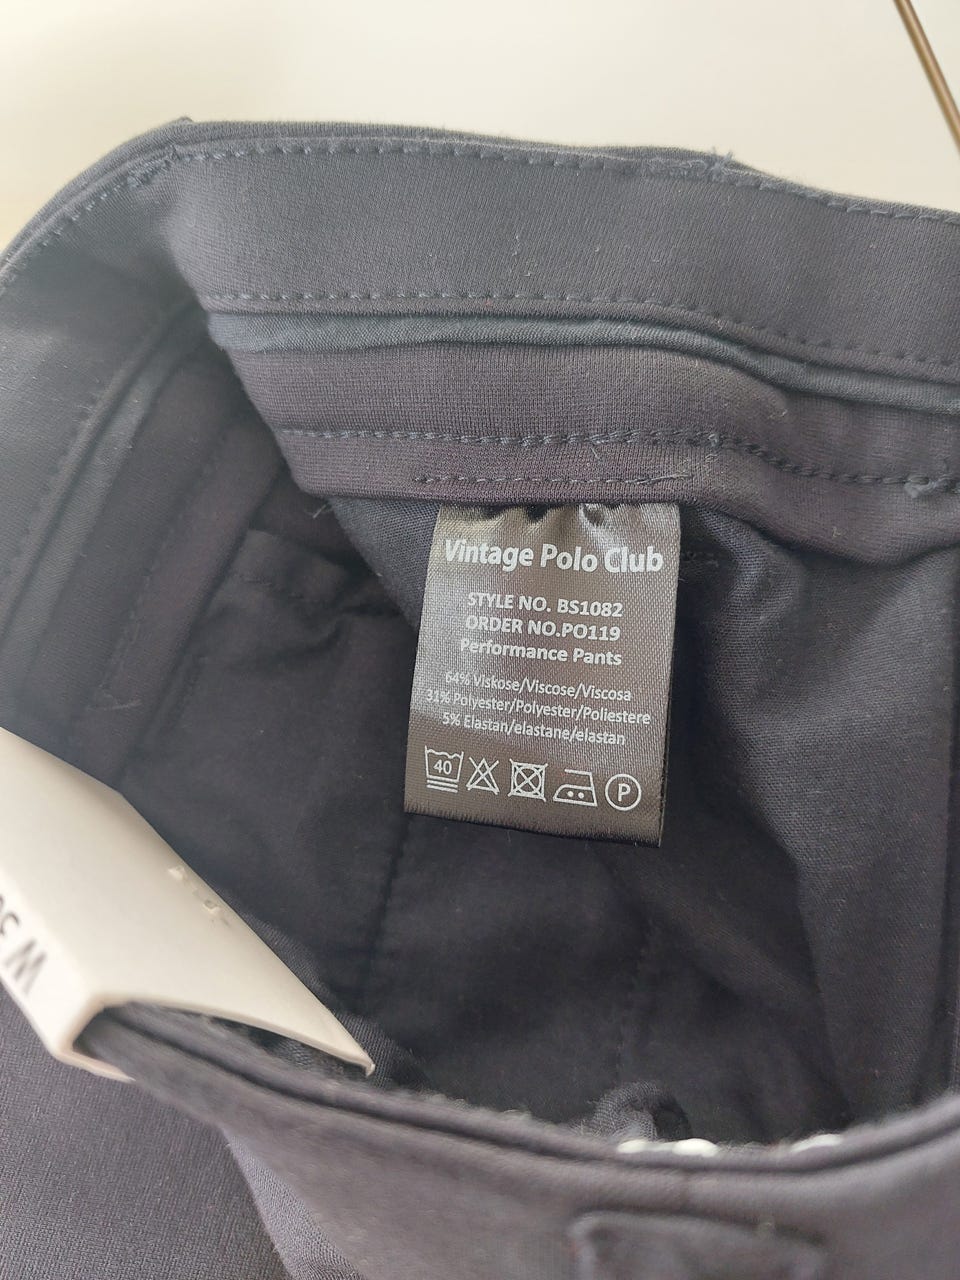 Vintage Polo Club
STYLE NO. BS1082
ORDER NO.PO119
Performance Pants
64% Viskose/Viscose/Viscosa
31% Polyester/Polyester/Poliestere
5% Elastan/elastane/elastan
40
P
W